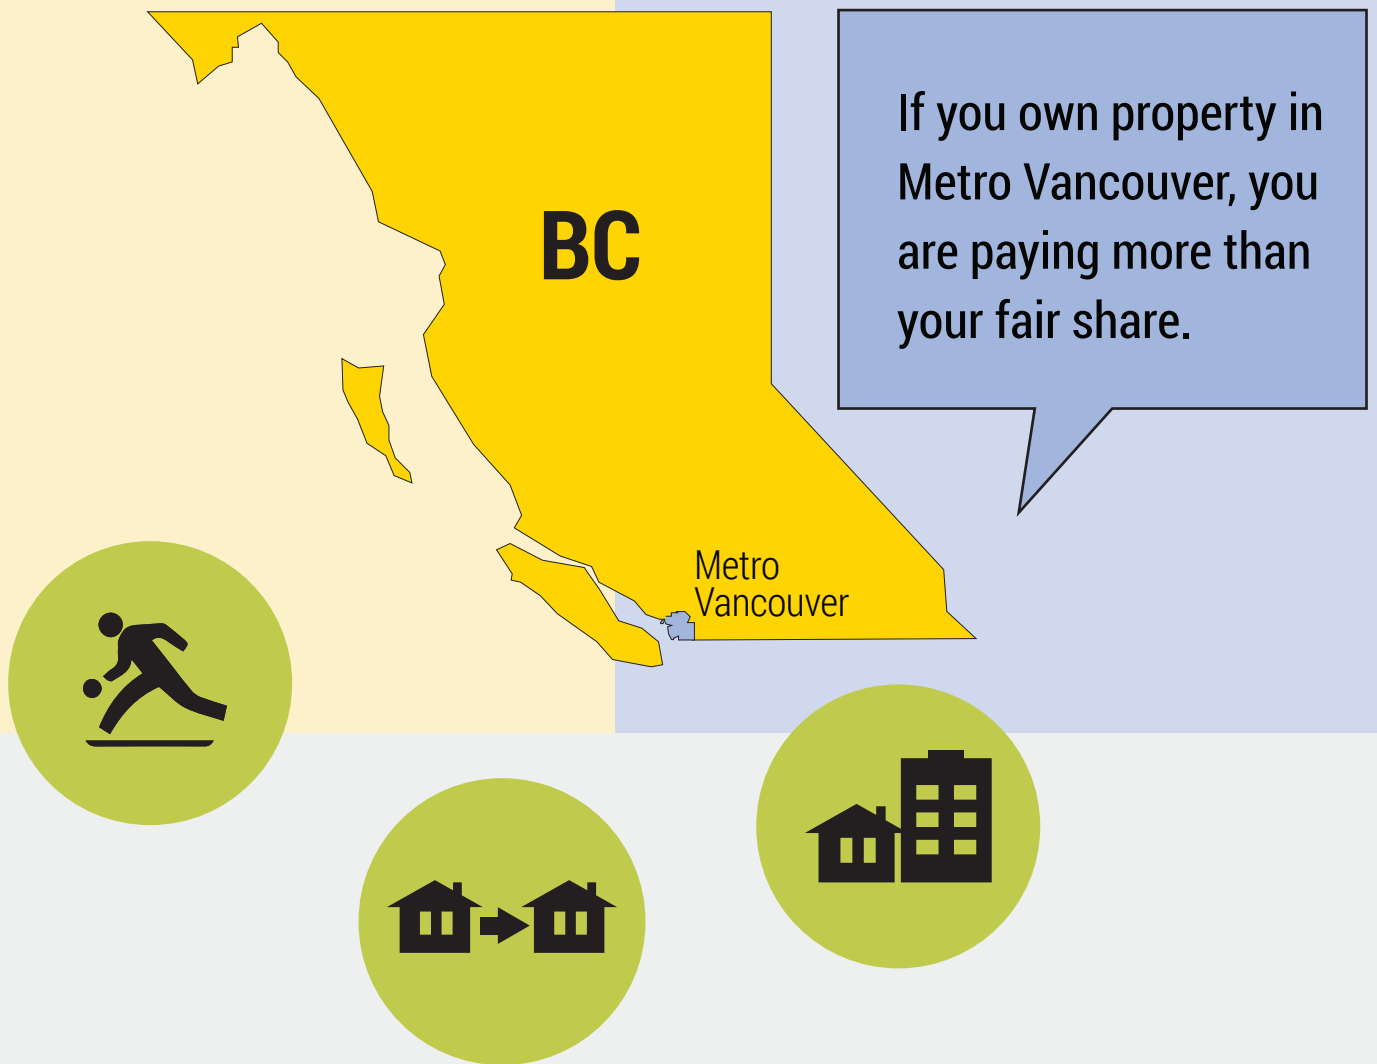 If you own property in
Metro Vancouver, you
are paying more than
your fair share.
BC
Metro
Vancouver